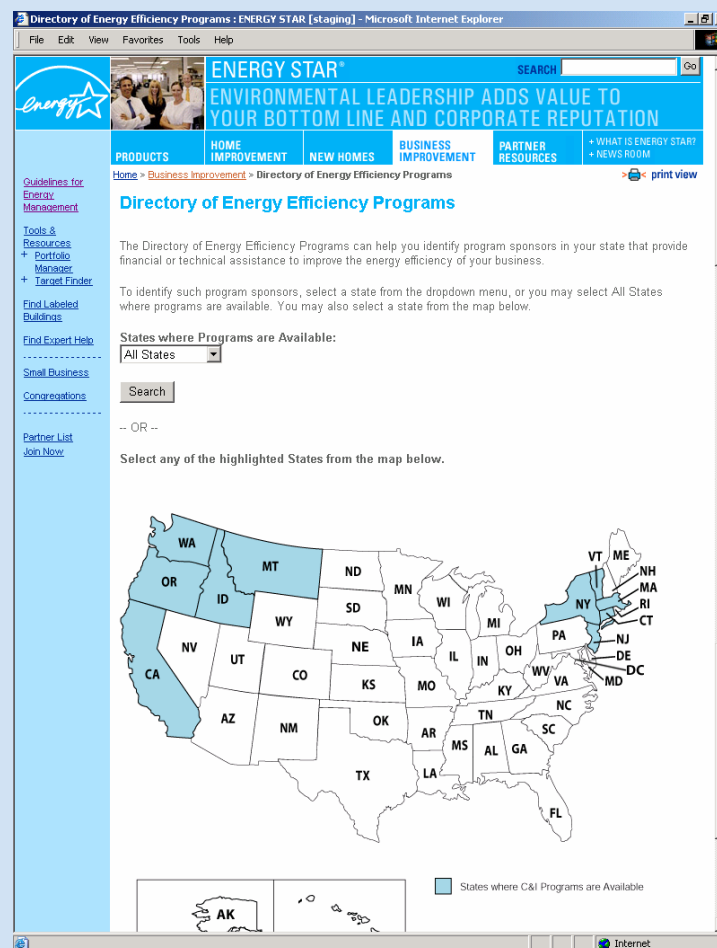 Directory of Energy Efficiency Programs : ENERGY STAR [staging] - Microsoft Internet Explorer
File Edit View Favorites Tools Help
energy
ENERGY STAR®
SEARCH Go
ENVIRONMENTAL LEADERSHIP ADDS VALUE TO
YOUR BOTTOM LINE AND CORPORATE REPUTATION
PRODUCTS
HOME
IMPROVEMENT
NEW HOMES
BUSINESS
IMPROVEMENT
PARTNER
RESOURCES
+ WHAT IS ENERGY STAR?
+ NEWS ROOM
Guidelines for
Energy
Management
Tools &
Resources
+ Portfolio
Manager
+ Target Finder
Find Labeled
Buildings
Find Expert Help
Small Business
Congregations
Partner List
Join Now
Home > Business Improvement > Directory of Energy Efficiency Programs
> < print view
Directory of Energy Efficiency Programs
The Directory of Energy Efficiency Programs can help you identify program sponsors in your state that provide
financial or technical assistance to improve the energy efficiency of your business.
To identify such program sponsors, select a state from the dropdown menu, or you may select All States
where programs are available. You may also select a state from the map below.
States where Programs are Available:
All States
Search
-- OR --
Select any of the highlighted States from the map below.
WA
OR
ID
MT
ND
MN
WI
MI
VT
ME
NH
MA
RI
CT
NY
SD
WY
NV
UT
CA
NE
IA
IL
IN
OH
PA
NJ
DE
DC
MD
CO
KS
MO
KY
WV
VA
AZ
NM
OK
AR
TN
NC
SC
TX
LA
MS
AL
GA
FL
AK
States where C&I Programs are Available
Internet